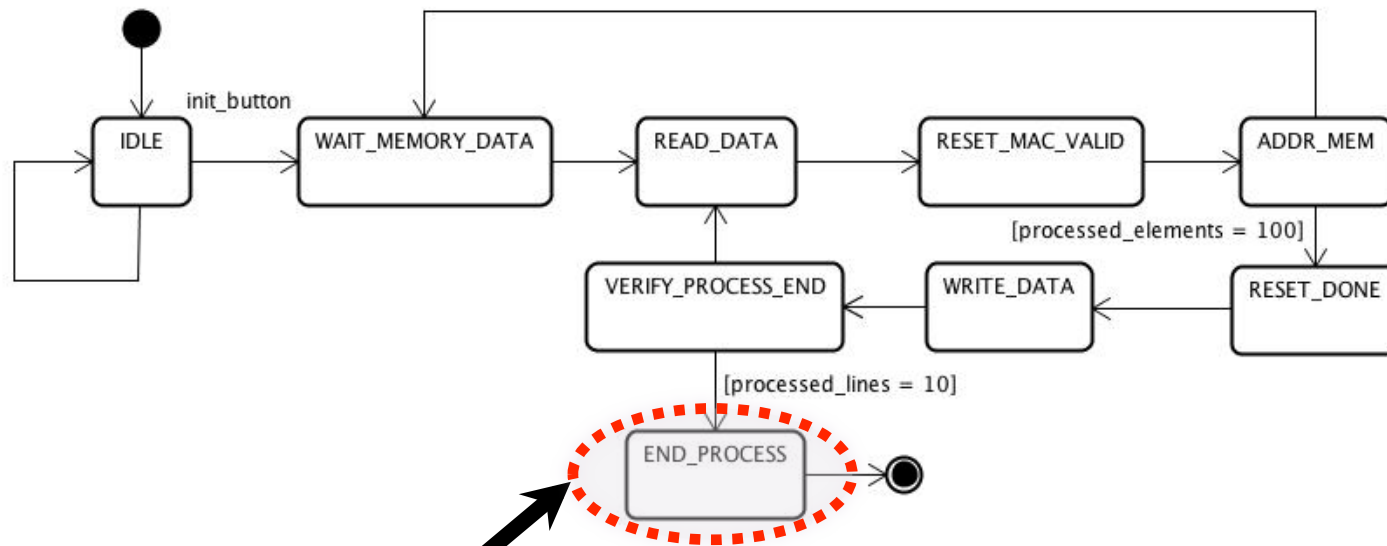 init_button
IDLE
WAIT_MEMORY_DATA
READ_DATA
RESET_MAC_VALID
ADDR_MEM
[processed_elements = 100]
VERIFY_PROCESS_END
WRITE_DATA
RESET_DONE
[processed_lines = 10]
END_PROCESS